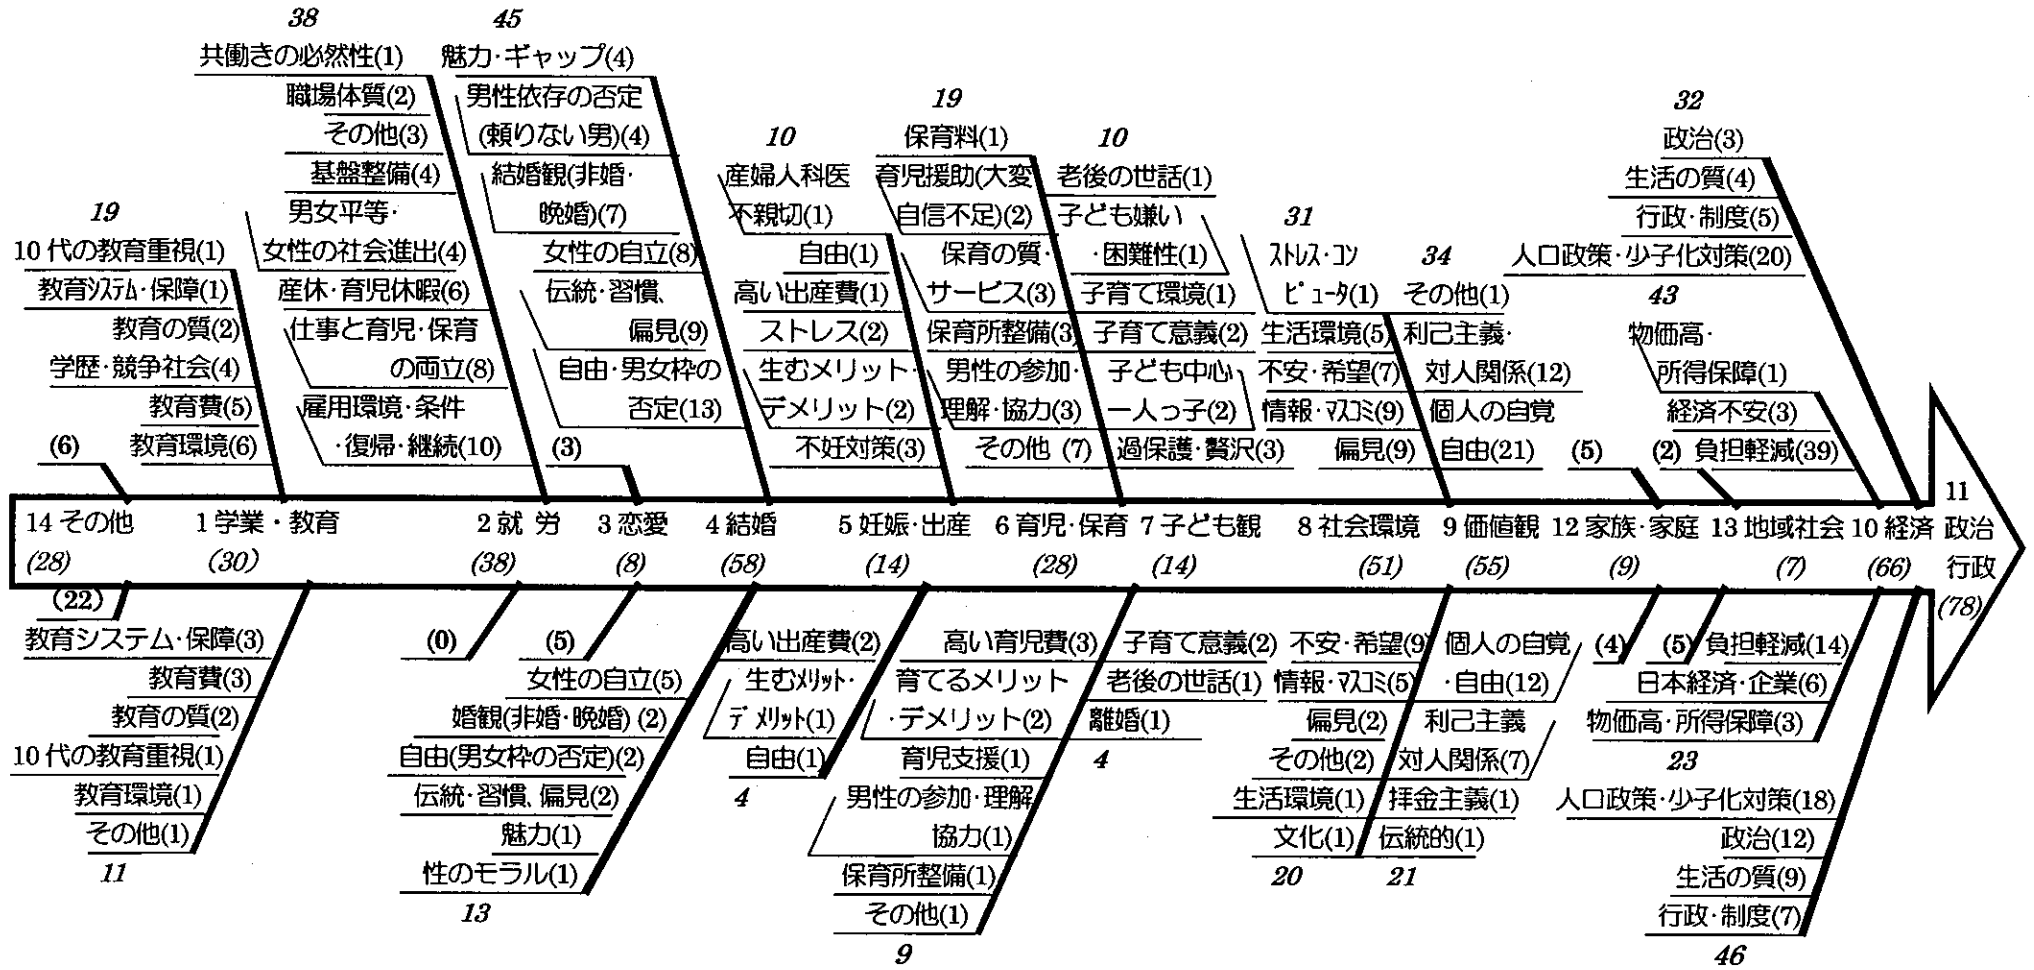 38
共働きの必然性(1)
職場体質(2)
その他(3)
基盤整備(4)
男女平等·
女性の社会進出(4)
産休·育児休暇(6)
仕事と育児·保育
の両立(8)
雇用環境·条件
·復帰·継続(10)
45
魅力·ギャップ(4)
男性依存の否定
(頼りない男)(4)
結婚観(非婚·
晩婚)(7)
女性の自立(8)
伝統·習慣、
偏見(9)
自由·男女枠の
否定(13)
19
10代の教育重視(1)
教育システム·保障(1)
教育の質(2)
学歴·競争社会(4)
教育費(5)
教育環境(6)
(6)
(3)
10
産婦人科医
不親切(1)
自由(1)
高い出産費(1)
ストレス(2)
生むメリット·
デメリット(2)
不妊対策(3)
19
保育料(1)
育児援助(大変
自信不足)(2)
保育の質·
サービス(3)
保育所整備(3)
男性の参加·
理解·協力(3)
その他 (7)
10
老後の世話(1)
子ども嫌い
·困難性(1)
子育て環境(1)
子育て意義(2)
子ども中心
一人っ子(2)
過保護·贅沢(3)
31
ストレス·コン
ピュータ(1)
生活環境(5)
不安·希望(7)
情報·マスコミ(9)
偏見(9)
34
その他(1)
利己主義·
対人関係(12)
個人の自覚
自由(21)
(5)
(2)
32
政治(3)
生活の質(4)
行政·制度(5)
人口政策·少子化対策(20)
43
物価高·
所得保障(1)
経済不安(3)
負担軽減(39)
14 その他
(28)
1 学業・教育
(30)
2 就 労
(38)
3 恋愛
(8)
4 結婚
(58)
5 妊娠·出産
(14)
6 育児·保育
(28)
7 子ども観
(14)
8 社会環境
(51)
9 価値観
(55)
12 家族·家庭
(9)
13 地域社会
(7)
10 経済
(66)
11
政治
行政
(78)
(22)
教育システム·保障(3)
教育費(3)
教育の質(2)
10代の教育重視(1)
教育環境(1)
その他(1)
11
(0)
(5)
女性の自立(5)
婚観(非婚·晩婚) (2)
自由(男女枠の否定)(2)
伝統·習慣、偏見(2)
魅力(1)
性のモラル(1)
13
高い出産費(2)
生むメリット·
デメリット(1)
自由(1)
4
高い育児費(3)
育てるメリット
·デメリット(2)
育児支援(1)
男性の参加·理解
協力(1)
保育所整備(1)
その他(1)
9
子育て意義(2)
老後の世話(1)
離婚(1)
4
不安·希望(9)
情報·マスコミ(5)
偏見(2)
その他(2)
生活環境(1)
文化(1)
20
個人の自覚
·自由(12)
利己主義
対人関係(7)
拝金主義(1)
伝統的(1)
21
(4)
(5)
負担軽減(14)
日本経済·企業(6)
物価高·所得保障(3)
23
人口政策·少子化対策(18)
政治(12)
生活の質(9)
行政·制度(7)
46